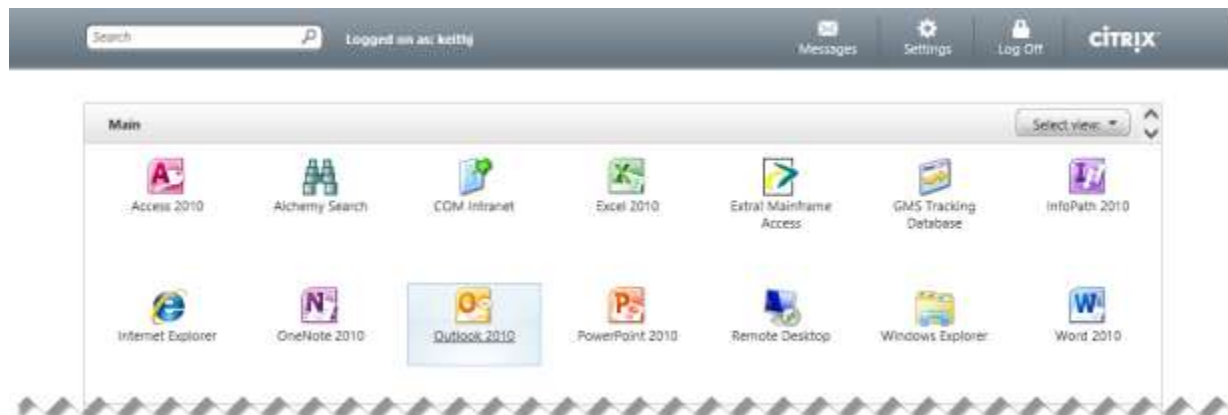 Search
Logged on as: keithj
Messages
Settings
Log Off
CITRIX
Main
Select view:
Access 2010
Alchemy Search
COM Intranet
Excel 2010
Extra! Mainframe
Access
GMS Tracking
Database
InfoPath 2010
Internet Explorer
OneNote 2010
Outlook 2010
PowerPoint 2010
Remote Desktop
Windows Explorer
Word 2010